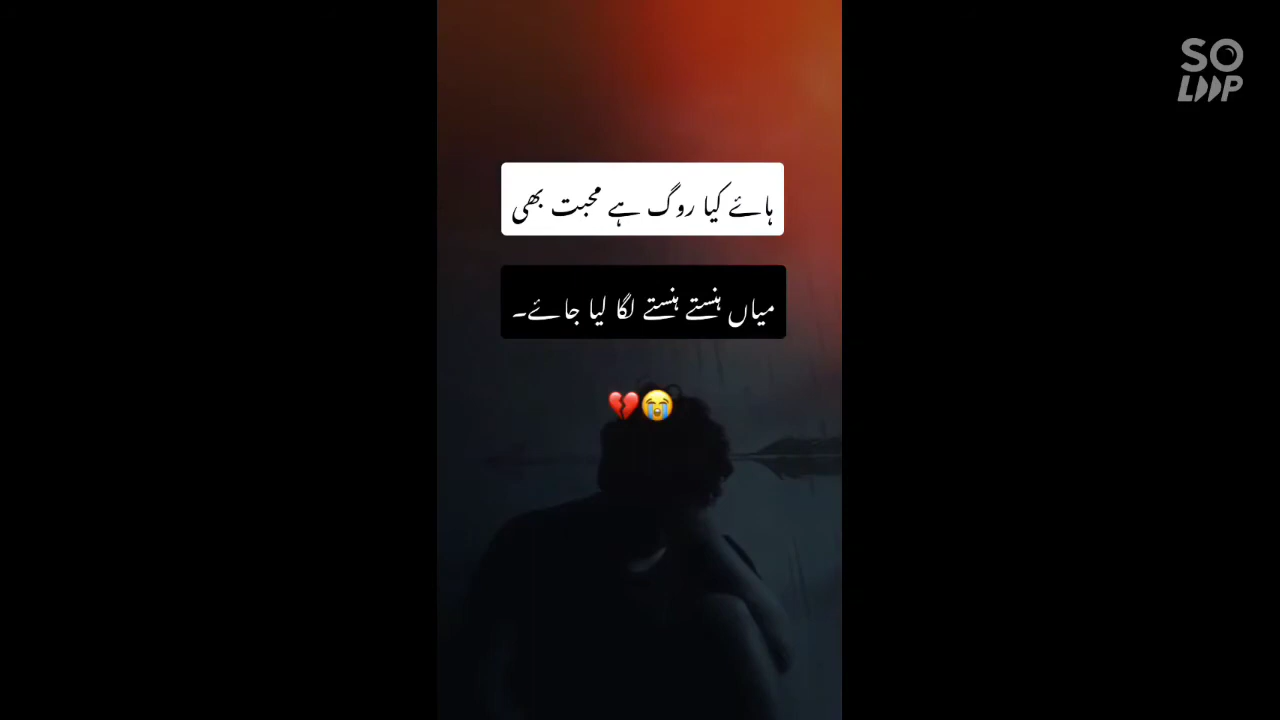 SO
LOOP
ہائے کیا روگ ہے محبت بھی
میاں ہنستے ہنستے لگا لیا جائے۔
💔😭